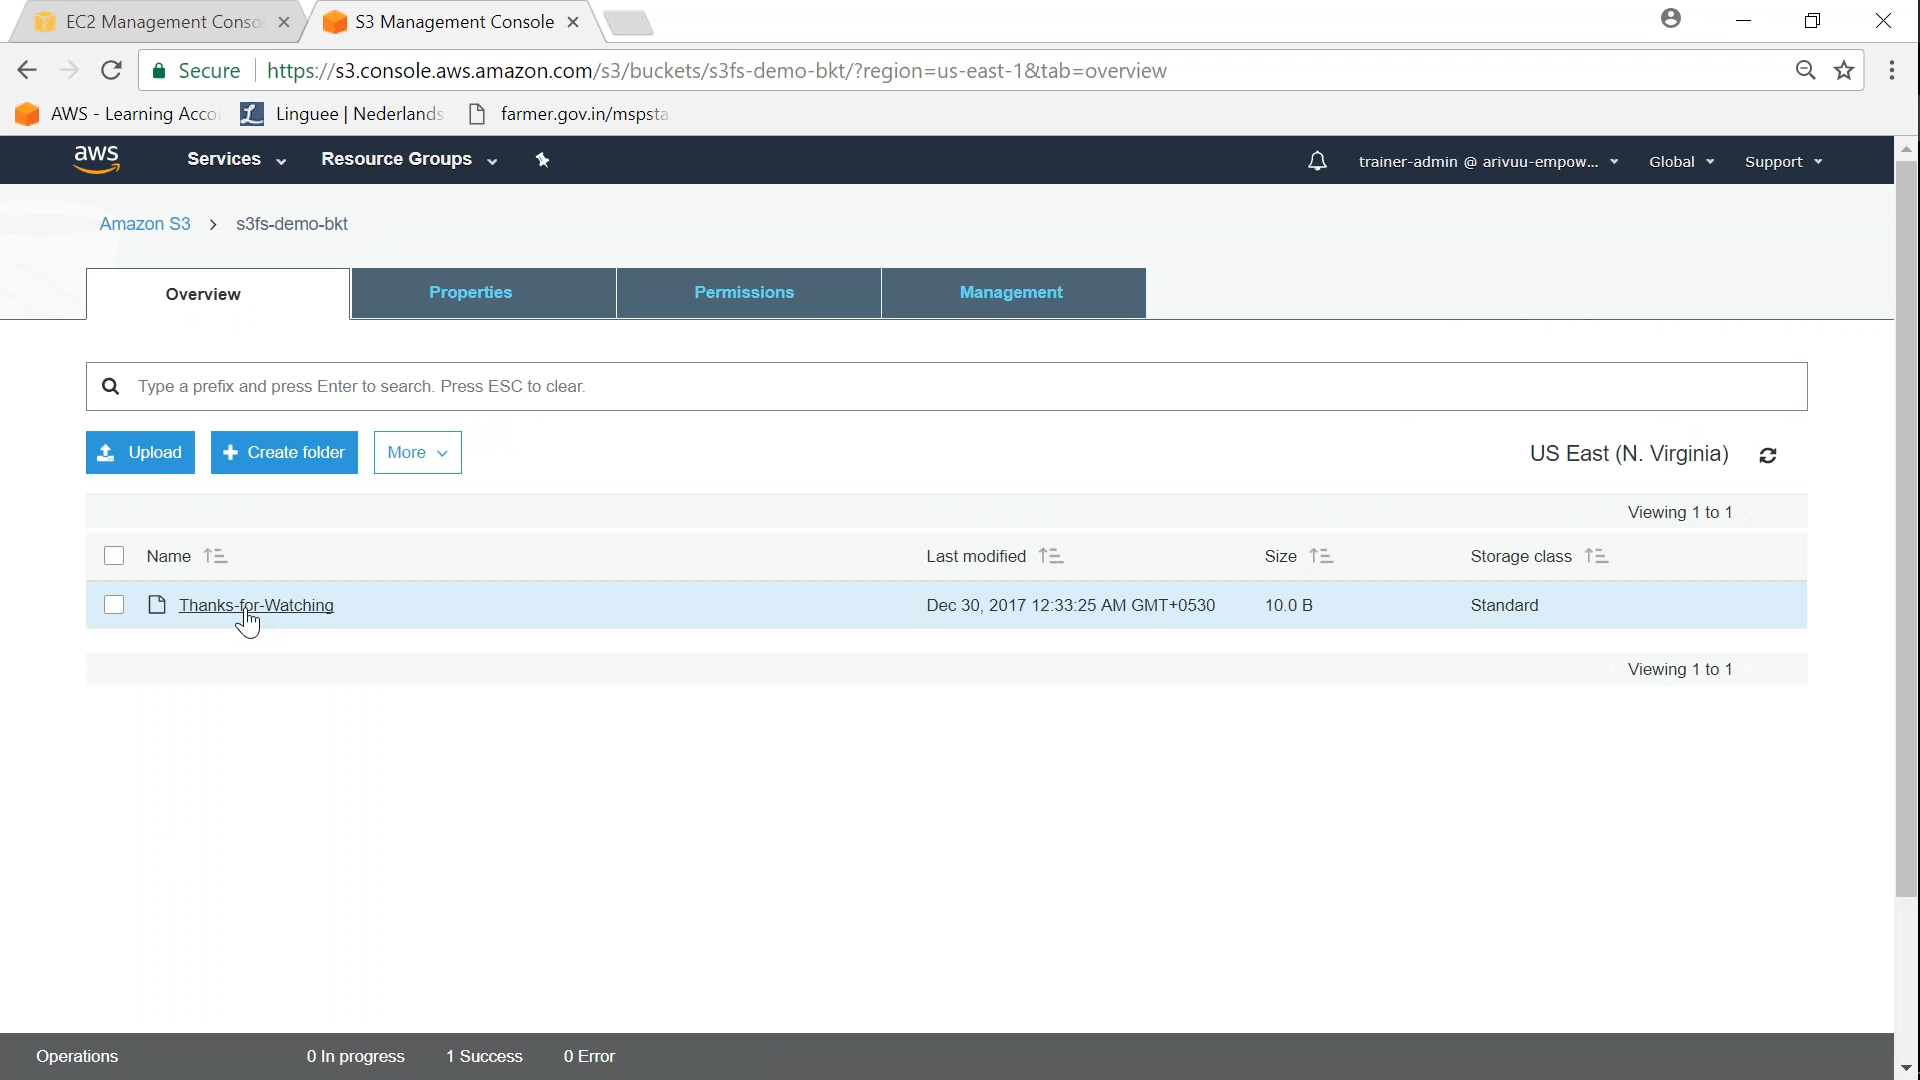 EC2 Management Conso
S3 Management Console
Secure https://s3.console.aws.amazon.com/s3/buckets/s3fs-demo-bkt/?region=us-east-1&tab=overview
AWS - Learning Acco Linguee | Nederlands farmer.gov.in/mspsta
aws Services Resource Groups trainer-admin @ arivuu-empow... Global Support
Amazon S3 > s3fs-demo-bkt
Overview Properties Permissions Management
Type a prefix and press Enter to search. Press ESC to clear.
Upload + Create folder More US East (N. Virginia)
Viewing 1 to 1
Name Last modified Size Storage class
Thanks-for-Watching Dec 30, 2017 12:33:25 AM GMT+0530 10.0 B Standard
Viewing 1 to 1
Operations 0 In progress 1 Success 0 Error